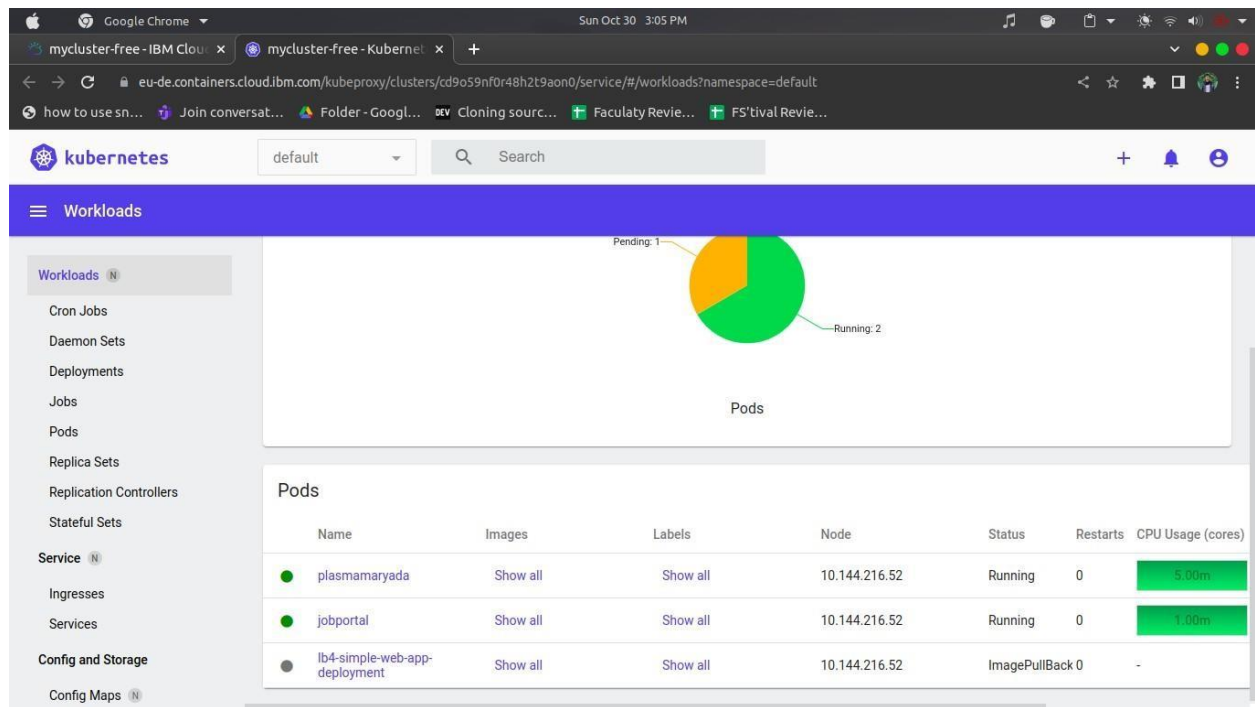 Google Chrome
Sun Oct 30 3:05 PM
mycluster-free - IBM Clou
mycluster-free - Kubernet
eu-de.containers.cloud.ibm.com/kubeproxy/clusters/cd9o59nf0r48h2t9aon0/service/#/workloads?namespace=default
how to use sn... Join conversat... Folder - Googl... DEV Cloning sourc... Faculaty Revie... FS'tival Revie...
kubernetes
default
Search
Workloads
Workloads N
Cron Jobs
Daemon Sets
Deployments
Jobs
Pods
Replica Sets
Replication Controllers
Stateful Sets
Service N
Ingresses
Services
Config and Storage
Config Maps N
Pending: 1
Running: 2
Pods
Pods
Name Images Labels Node Status Restarts CPU Usage (cores)
plasmamaryada Show all Show all 10.144.216.52 Running 0 5.00m
jobportal Show all Show all 10.144.216.52 Running 0 1.00m
lb4-simple-web-app-
deployment Show all Show all 10.144.216.52 ImagePullBack 0 -